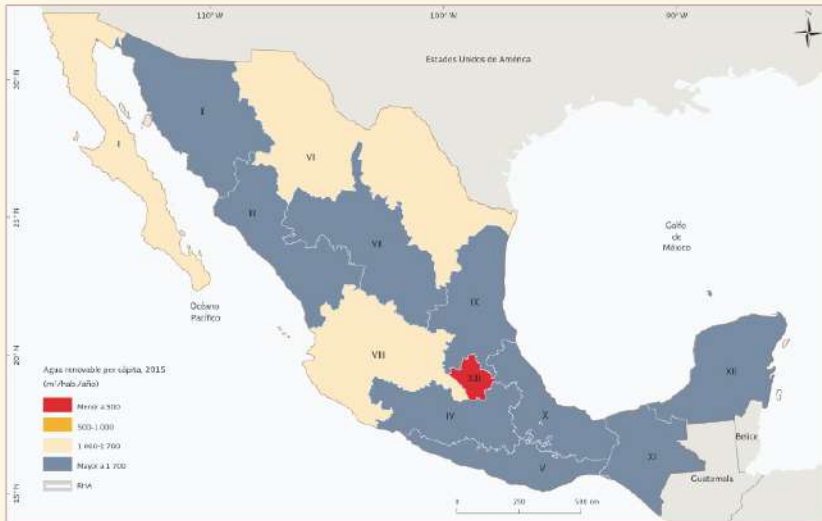 110° W
100° W
90° W
Z
Estados Unidos de América
30° N
I
II
VI
25° N
III
VII
Golfo
de
México
IX
Océano
Pacífico
20° N
VIII
XIII
XII
Agua renovable per cápita, 2015
(m³/hab./año)
Menor a 500
500-1 000
1 000-1 700
Mayor a 1 700
RHA
IV
X
V
XI
Belice
Guatemala
15° N
0
250
500 km